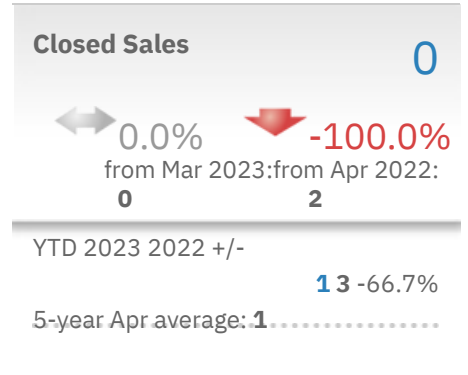 Closed Sales 0
0.0% -100.0%
from Mar 2023: from Apr 2022:
0 2
YTD 2023 2022 +/-
1 3 -66.7%
5-year Apr average: 1